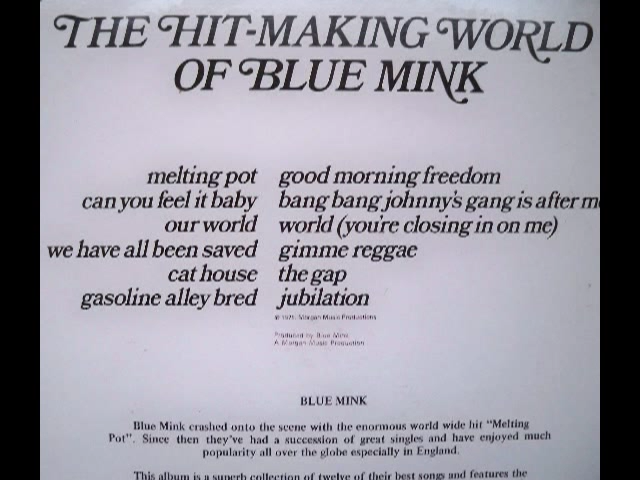 THE HIT-MAKING WORLD
OF BLUE MINK
melting pot
can you feel it baby
our world
we have all been saved
cat house
gasoline alley bred
good morning freedom
bang bang johnny's gang is after m
world (you're closing in on me)
gimme reggae
the gap
jubilation
Morgan Music Productions
Produced by Blue Mink
A Morgan Music Production
BLUE MINK
Blue Mink crashed onto the scene with the enormous world wide hit "Melting
Pot". Since then they've had a succession of great singles and have enjoyed much
popularity all over the globe especially in England.
This album is a superb collection of twelve of their best songs and features the